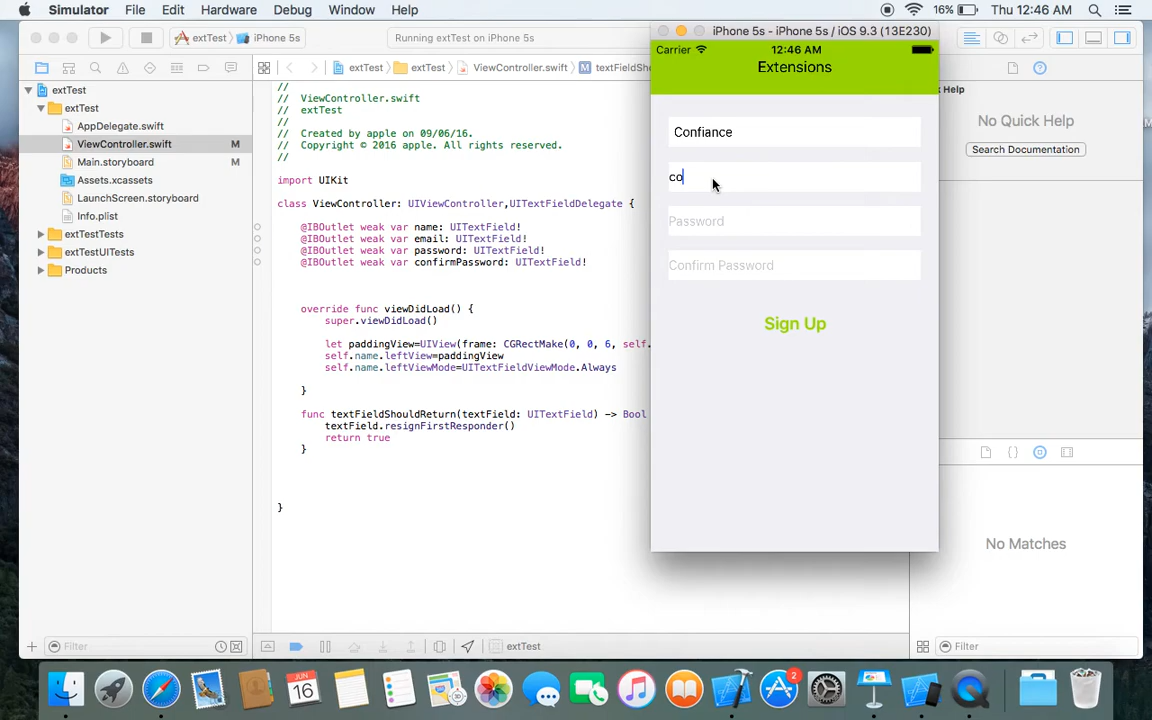 Simulator File Edit Hardware Debug Window Help 16% Thu 12:46 AM
extTest iPhone 5s Running extTest on iPhone 5s
iPhone 5s - iPhone 5s / iOS 9.3 (13E230)
extTest extTest ViewController.swift M textFieldSho
extTest
extTest
AppDelegate.swift
ViewController.swift M
Main.storyboard M
Assets.xcassets
LaunchScreen.storyboard
Info.plist
extTestTests
extTestUITests
Products
//
// ViewController.swift
// extTest
//
// Created by apple on 09/06/16.
// Copyright © 2016 apple. All rights reserved.
//
import UIKit
class ViewController: UIViewController,UITextFieldDelegate {
@IBOutlet weak var name: UITextField!
@IBOutlet weak var email: UITextField!
@IBOutlet weak var password: UITextField!
@IBOutlet weak var confirmPassword: UITextField!
override func viewDidLoad() {
super.viewDidLoad()
let paddingView=UIView(frame: CGRectMake(0, 0, 6, self.
self.name.leftView=paddingView
self.name.leftViewMode=UITextFieldViewMode.Always
}
func textFieldShouldReturn(textField: UITextField) -> Bool
textField.resignFirstResponder()
return true
}
}
Carrier 12:46 AM
Extensions
Confiance
co
Password
Confirm Password
Sign Up
k Help
No Quick Help
Search Documentation
No Matches
Filter
extTest
Filter
JUN
16
2